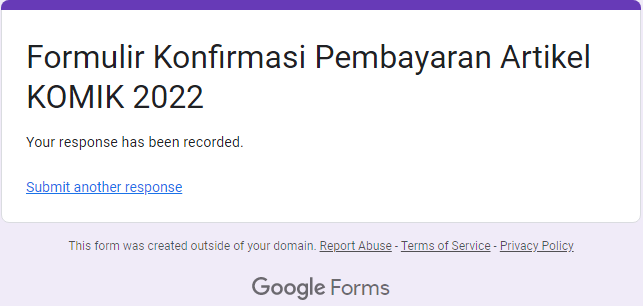 Formulir Konfirmasi Pembayaran Artikel
KOMIK 2022
Your response has been recorded.
Submit another response
This form was created outside of your domain. Report Abuse - Terms of Service - Privacy Policy
Google Forms